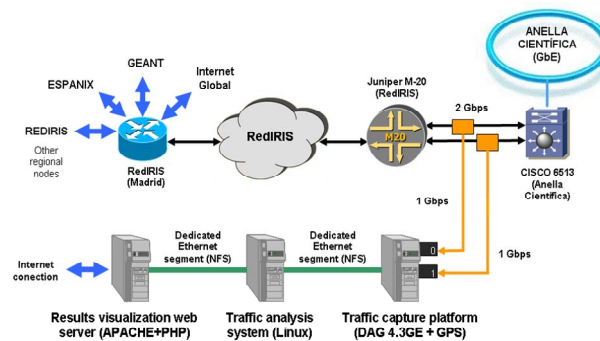 ANELLA
CIENTÍFICA
(GbE)
GEANT
ESPANIX
Internet
Global
Juniper M-20
(RedIRIS)
2 Gbps
REDIRIS
Other
regional
nodes
RedIRIS
(Madrid)
RedIRIS
M20
CISCO 6513
(Anella
Científica)
1 Gbps
1 Gbps
Dedicated
Ethernet
segment (NFS)
Dedicated
Ethernet
segment (NFS)
0
1
Internet
conection
Results visualization web
server (APACHE+PHP)
Traffic analysis
system (Linux)
Traffic capture platform
(DAG 4.3GE + GPS)